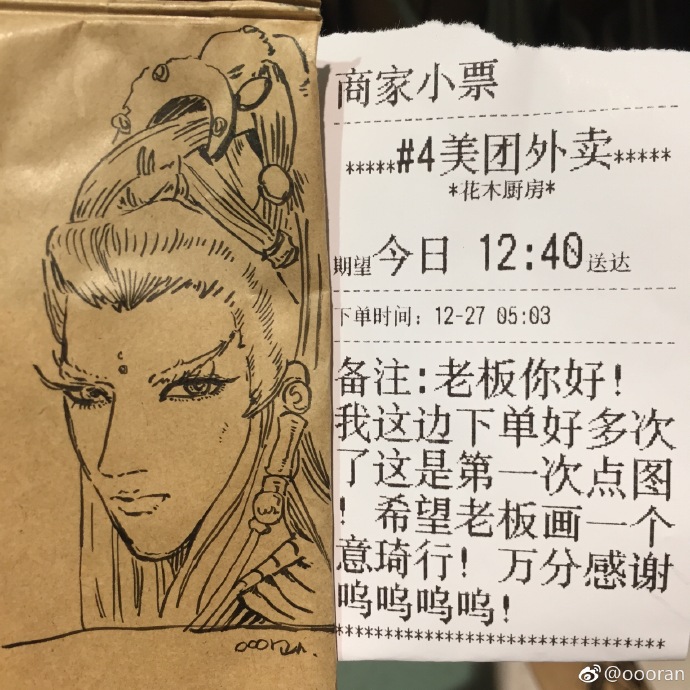 商家小票
*****#4美团外卖*****
*花木厨房*
期望今日 12:40送达
下单时间: 12-27 05:03
备注:老板你好!
我这边下单好多次
了这是第一次点图
!希望老板画一个
意琦行! 万分感谢
呜呜呜呜!
********************************
oooran.
@oooran